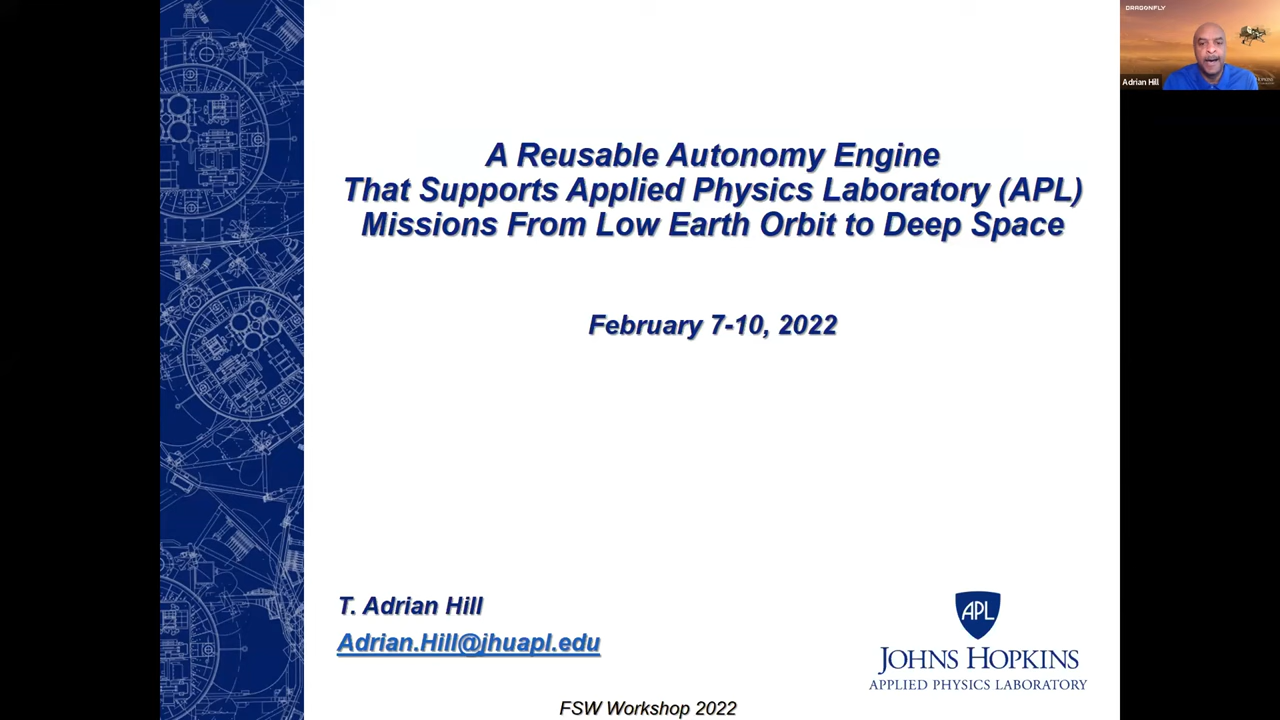 DRAGONFLY
Adrian Hill
A Reusable Autonomy Engine
That Supports Applied Physics Laboratory (APL)
Missions From Low Earth Orbit to Deep Space
February 7-10, 2022
T. Adrian Hill
Adrian.Hill@jhuapl.edu
APL
JOHNS HOPKINS
APPLIED PHYSICS LABORATORY
FSW Workshop 2022